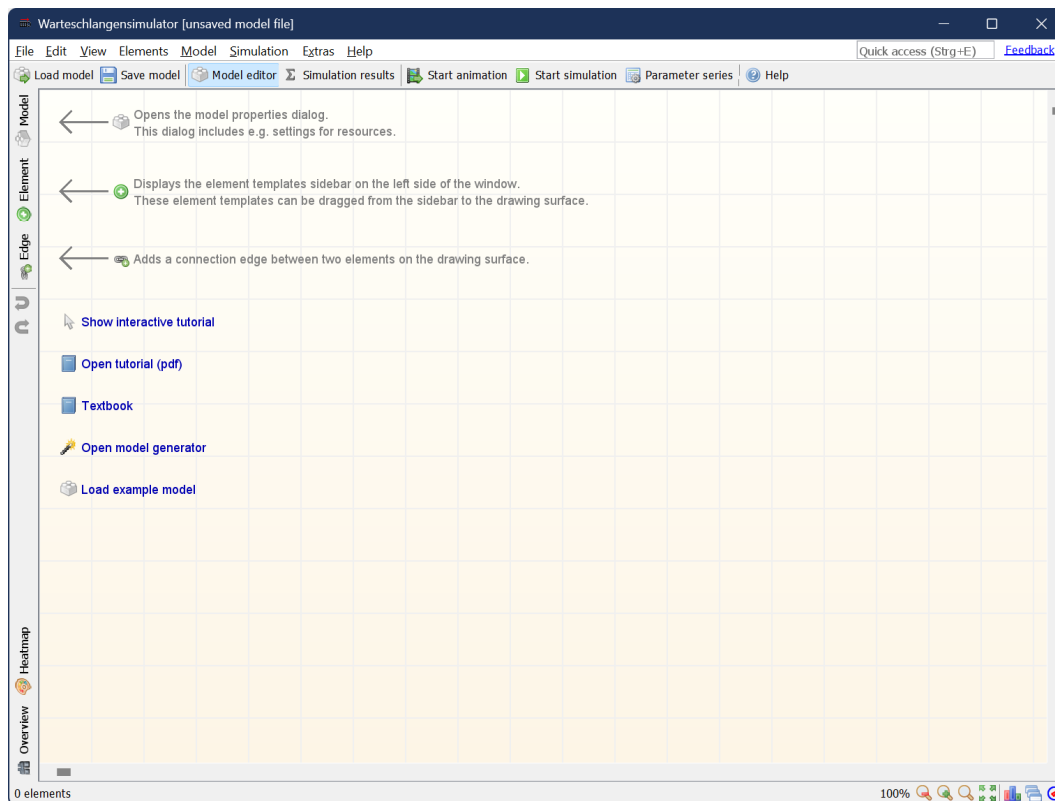 Warteschlangensimulator [unsaved model file]
File Edit View Elements Model Simulation Extras Help
Quick access (Strg+E)
Feedback
Load model Save model Model editor Simulation results Start animation Start simulation Parameter series Help
Model
Element
Edge
Opens the model properties dialog.
This dialog includes e.g. settings for resources.
Displays the element templates sidebar on the left side of the window.
These element templates can be dragged from the sidebar to the drawing surface.
Adds a connection edge between two elements on the drawing surface.
Show interactive tutorial
Open tutorial (pdf)
Textbook
Open model generator
Load example model
Heatmap
Overview
0 elements
100%